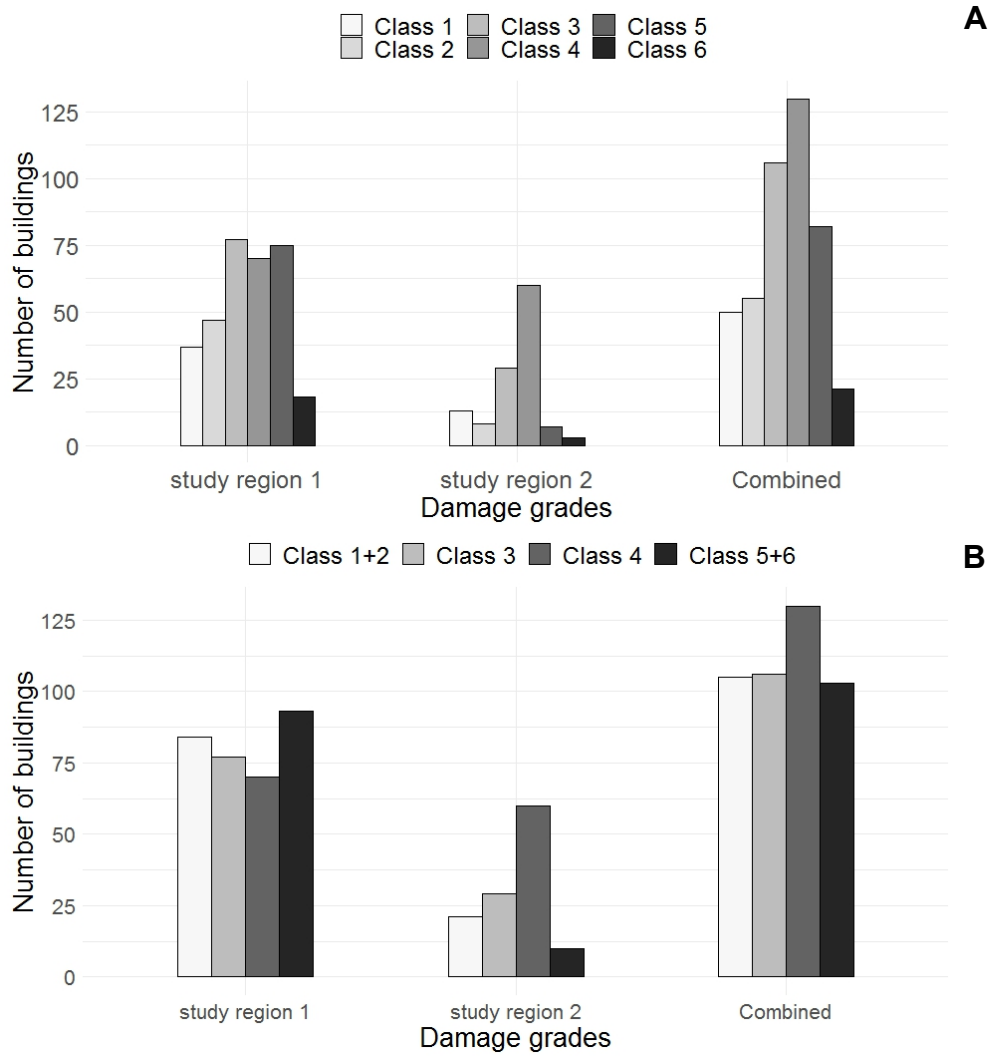 A
Class 1 Class 3 Class 5
Class 2 Class 4 Class 6
Number of buildings
125
100
75
50
25
0
study region 1 study region 2 Combined
Damage grades
B
Class 1+2 Class 3 Class 4 Class 5+6
Number of buildings
125
100
75
50
25
0
study region 1 study region 2 Combined
Damage grades